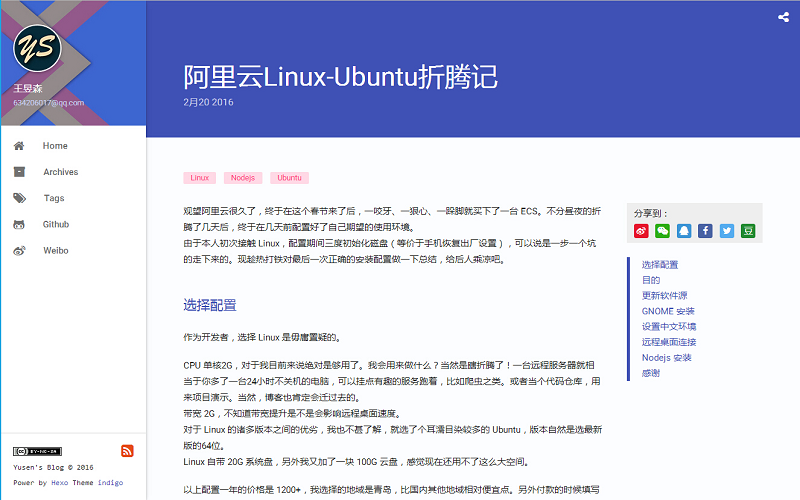 YS
王昱森
634206017@qq.com
Home
Archives
Tags
Github
Weibo
BY-NC-SA
Yusen's Blog © 2016
Power by Hexo Theme indigo
阿里云Linux-Ubuntu折腾记
2月20 2016
Linux Nodejs Ubuntu
观望阿里云很久了，终于在这个春节来了后，一咬牙、一狠心、一跺脚就买下了一台 ECS。不分昼夜的折
腾了几天后，终于在几天前配置好了自己期望的使用环境。
由于本人初次接触 Linux，配置期间三度初始化磁盘（等价于手机恢复出厂设置），可以说是一步一个坑
的走下来的。现趁热打铁对最后一次正确的安装配置做一下总结，给后人乘凉吧。
选择配置
作为开发者，选择 Linux 是毋庸置疑的。
CPU 单核2G，对于我目前来说绝对是够用了。我会用来做什么？当然是瞎折腾了！一台远程服务器就相
当于你多了一台24小时不关机的电脑，可以挂点有趣的服务跑着，比如爬虫之类。或者当个代码仓库，用
来项目演示。当然，博客也肯定会迁过去的。
带宽 2G，不知道带宽提升是不是会影响远程桌面速度。
对于 Linux 的诸多版本之间的优劣，我也不甚了解，就选了个耳濡目染较多的 Ubuntu，版本自然是选最新
版的64位。
Linux 自带 20G 系统盘，另外我又加了一块 100G 云盘，感觉现在还用不了这么大空间。
以上配置一年的价格是 1200+，我选择的地域是青岛，比国内其他地域相对便宜点。另外付款的时候填写
分享到：
豆
选择配置
目的
更新软件源
GNOME 安装
设置中文环境
远程桌面连接
Nodejs 安装
感谢